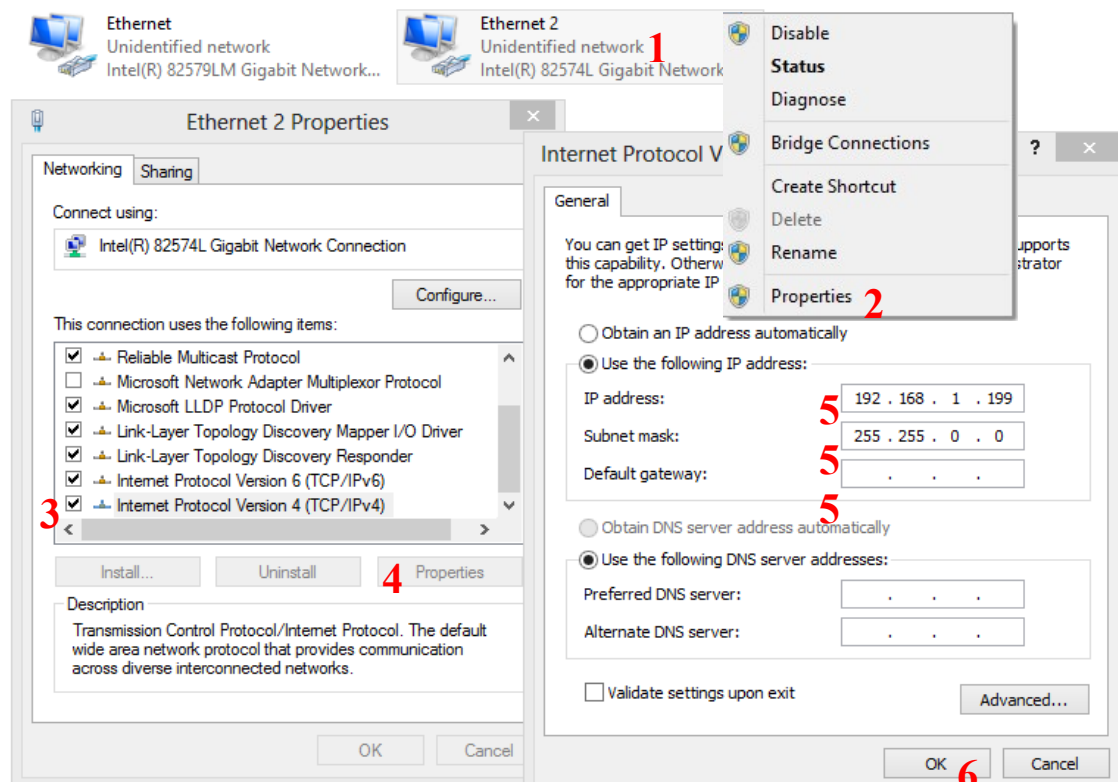 Ethernet
Unidentified network
Intel(R) 82579LM Gigabit Network...
Ethernet 2
Unidentified network
1
Intel(R) 82574L Gigabit Network
Disable
Status
Diagnose
Bridge Connections
Create Shortcut
Delete
Rename
Properties
2
Ethernet 2 Properties
Networking
Sharing
Connect using:
Intel(R) 82574L Gigabit Network Connection
Configure...
This connection uses the following items:
Reliable Multicast Protocol
Microsoft Network Adapter Multiplexor Protocol
Microsoft LLDP Protocol Driver
Link-Layer Topology Discovery Mapper I/O Driver
Link-Layer Topology Discovery Responder
Internet Protocol Version 6 (TCP/IPv6)
3
Internet Protocol Version 4 (TCP/IPv4)
Install...
Uninstall
4
Properties
Description
Transmission Control Protocol/Internet Protocol. The default
wide area network protocol that provides communication
across diverse interconnected networks.
OK
Cancel
Internet Protocol V
?
General
You can get IP settings upports
this capability. Otherw strator
for the appropriate IP
Obtain an IP address automatically
Use the following IP address:
IP address:
5
192 . 168 . 1 . 199
Subnet mask:
5
255 . 255 . 0 . 0
Default gateway:
5
. . .
Obtain DNS server address automatically
Use the following DNS server addresses:
Preferred DNS server:
. . .
Alternate DNS server:
. . .
Validate settings upon exit
Advanced...
OK
6
Cancel